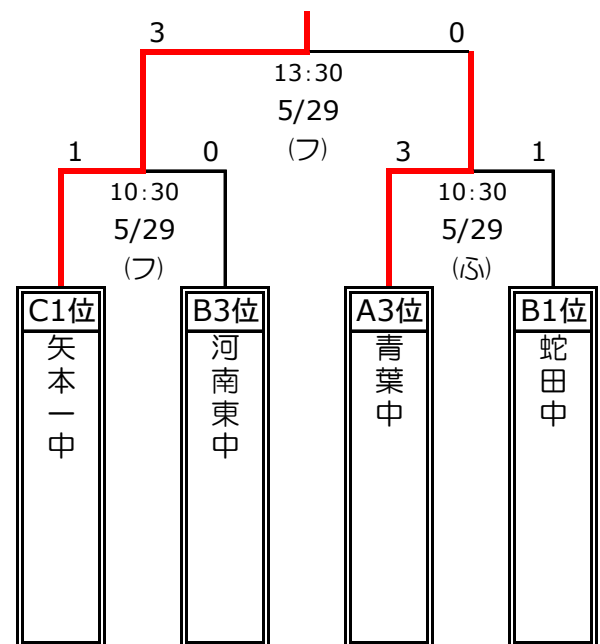 3 0
13:30
5/29
(フ)
1 0 3 1
10:30 10:30
5/29 5/29
(フ) (ふ)
C1位 B3位 A3位 B1位
矢本一中
河南東中
青葉中
蛇田中